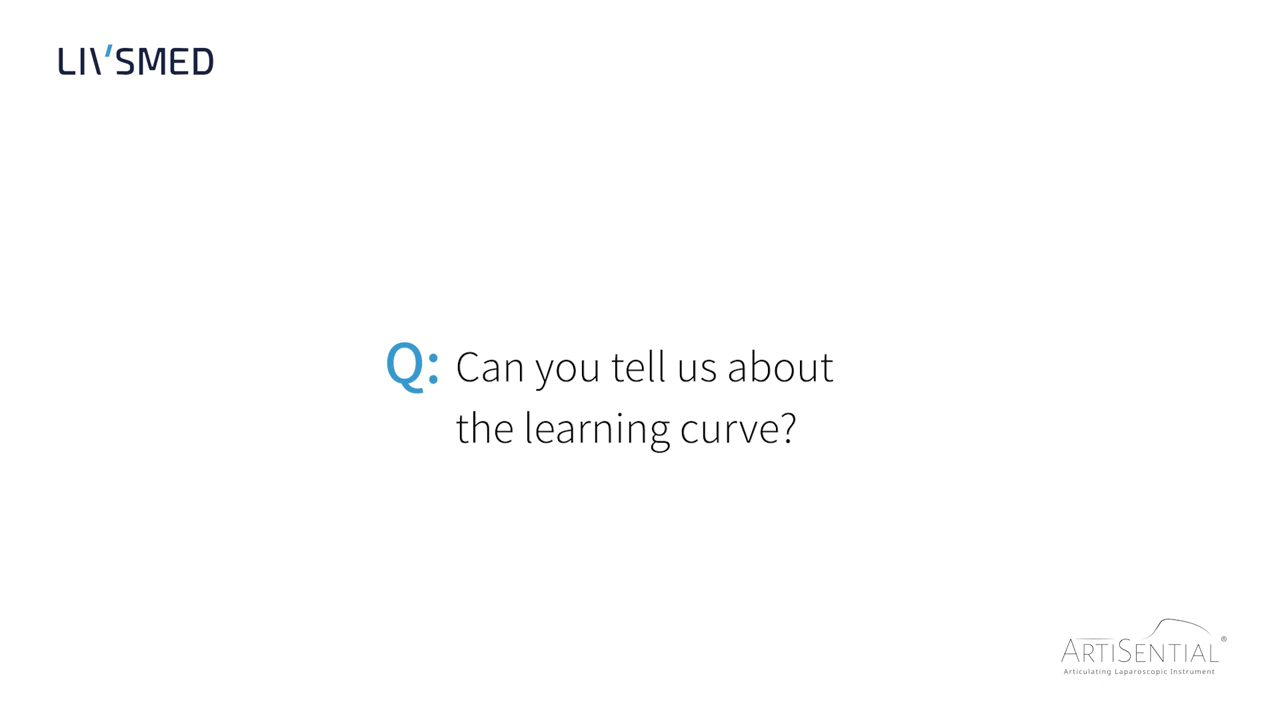 LIVSMED
Q: Can you tell us about
the learning curve?
ARTISENTIAL®
Articulating Laparoscopic Instrument